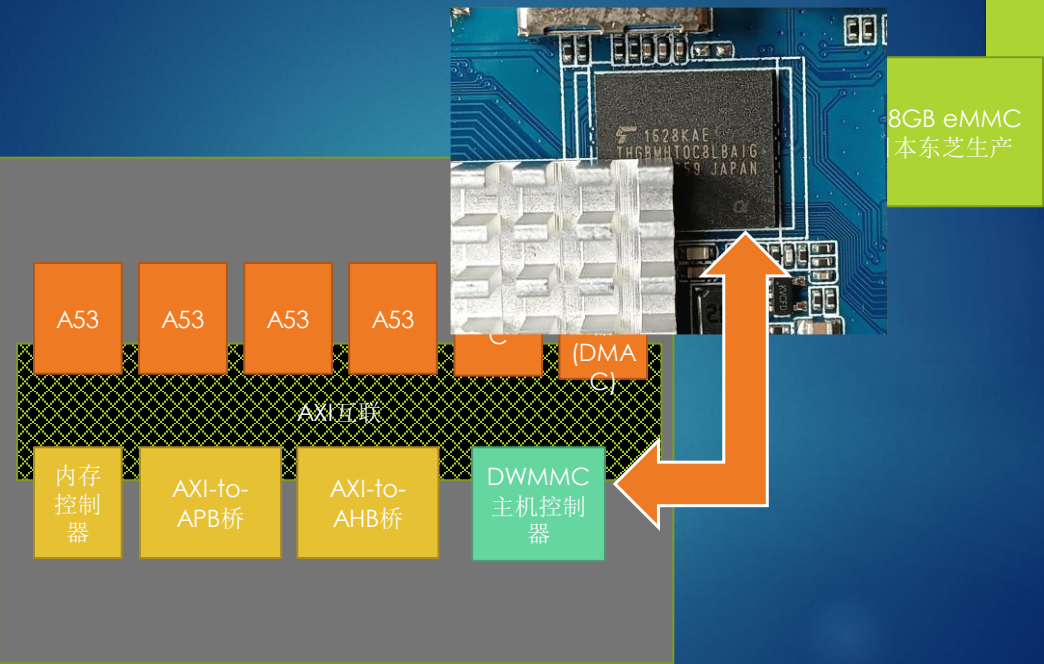 1628KAE
THGBMHT0C8LBAIG
59 JAPAN
8GB eMMC
本东芝生产
A53
A53
A53
A53
C
(DMA
C)
AXI互联
内存
控制
器
AXI-to-
APB桥
AXI-to-
AHB桥
DWMMC
主机控制
器